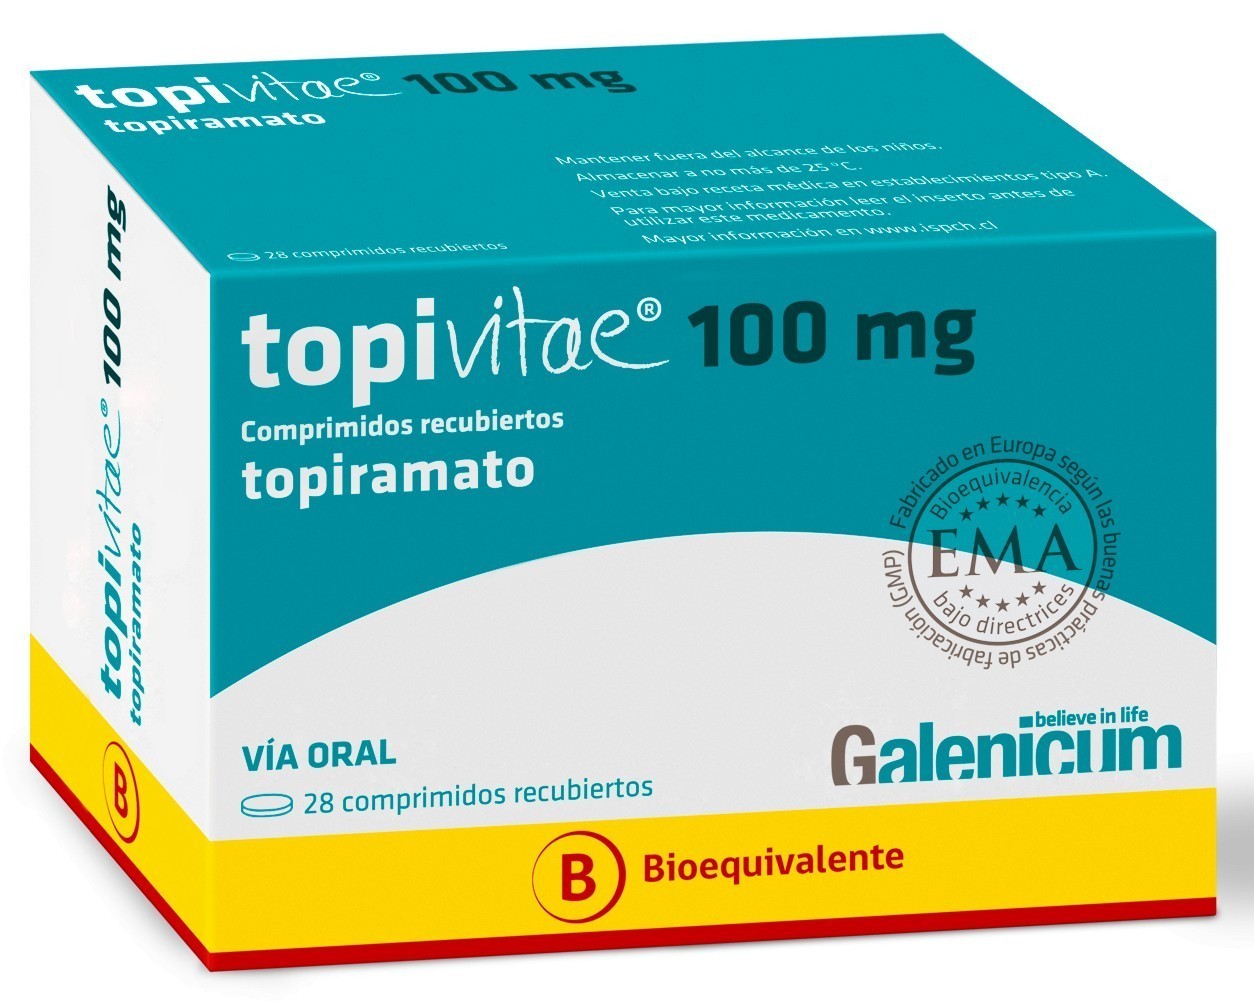 topivitae® 100 mg
topiramato
Mantener fuera del alcance de los niños.
Almacenar a no más de 25 °C.
Venta bajo receta médica en establecimientos tipo A.
Para mayor información leer el inserto antes de
utilizar este medicamento.
Mayor información en www.ispch.cl
28 comprimidos recubiertos
topivitae® 100 mg
topiramato
B
topivitae® 100 mg
Comprimidos recubiertos
topiramato
Fabricado en Europa según las buenas prácticas de fabricación (GMP)
Bioequivalencia
EMA
bajo directrices
VÍA ORAL
28 comprimidos recubiertos
believe in life
Galenicum
B Bioequivalente